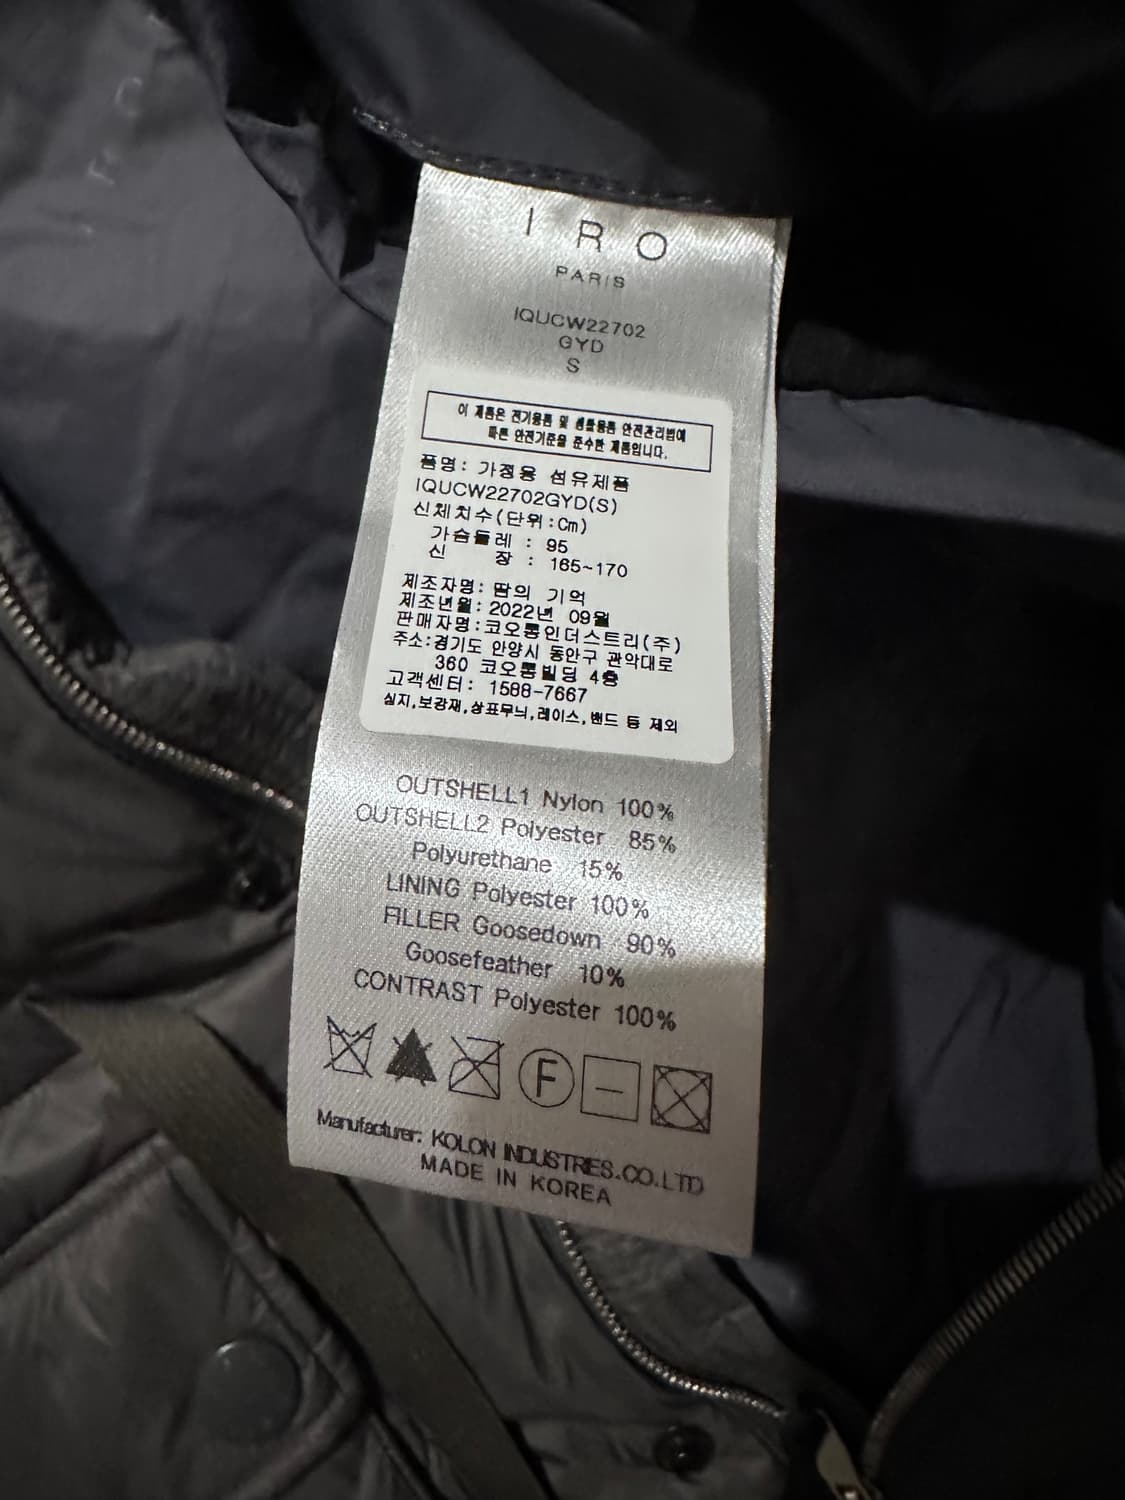 IRO
PARIS
IQUCW22702
GYD
S
이 제품은 전기용품 및 생활용품 안전관리법에
따른 안전기준을 준수한 제품입니다.
품명: 가정용 섬유제품
IQUCW22702GYD(S)
신체치수(단위:Cm)
가슴둘레 : 95
신 장 : 165~170
제조자명: 땀의 기억
제조년월: 2022년 09월
판매자명:코오롱인더스트리(주)
주소:경기도 안양시 동안구 관악대로
360 코오롱빌딩 4층
고객센터: 1588-7667
심지,보강재,상표무늬,레이스,밴드 등 제외
OUTSHELL1 Nylon 100%
OUTSHELL2 Polyester 85%
Polyurethane 15%
LINING Polyester 100%
FILLER Goosedown 90%
Goosefeather 10%
CONTRAST Polyester 100%
F
Manufacturer: KOLON INDUSTRIES.CO.LTD
MADE IN KOREA